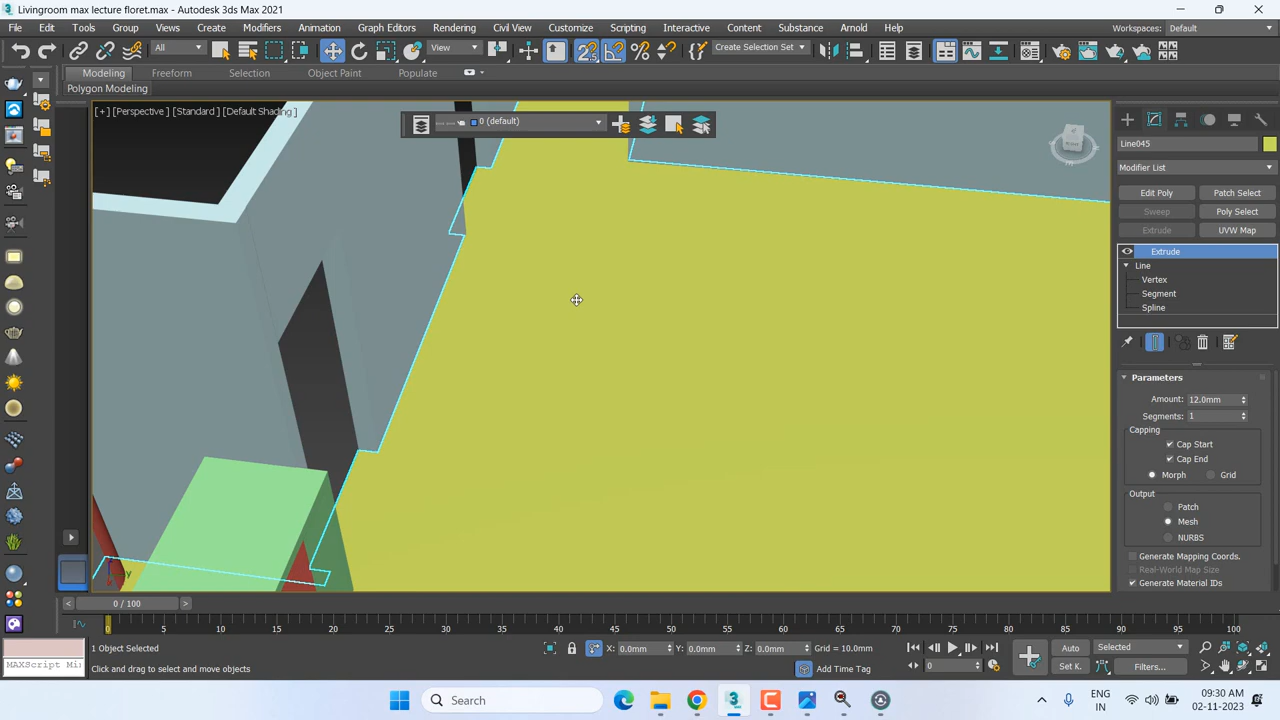 Livingroom max lecture floret.max - Autodesk 3ds Max 2021
File Edit Tools Group Views Create Modifiers Animation Graph Editors Rendering Civil View Customize Scripting Interactive Content Substance Arnold Help
Workspaces: Default
All
View
Create Selection Set
Modeling Freeform Selection Object Paint Populate
Polygon Modeling
[+] [Perspective ] [Standard ] [Default Shading ]
0 (default)
Line045
Modifier List
Edit Poly Patch Select
Sweep Poly Select
Extrude UVW Map
Extrude
Line
Vertex
Segment
Spline
Parameters
Amount: 12.0mm
Segments: 1
Capping
Cap Start
Cap End
Morph Grid
Output
Patch
Mesh
NURBS
Generate Mapping Coords.
Real-World Map Size
Generate Material IDs
< 0 / 100 >
0 5 10 15 20 25 30 35 40 45 50 55 60 65 70 75 80 85 90 95 100
1 Object Selected
X: 0.0mm Y: 0.0mm Z: 0.0mm Grid = 10.0mm
Auto Selected
MAXScript Mi
Click and drag to select and move objects
Add Time Tag
0
Set K. Filters...
Search
ENG
IN
09:30 AM
02-11-2023